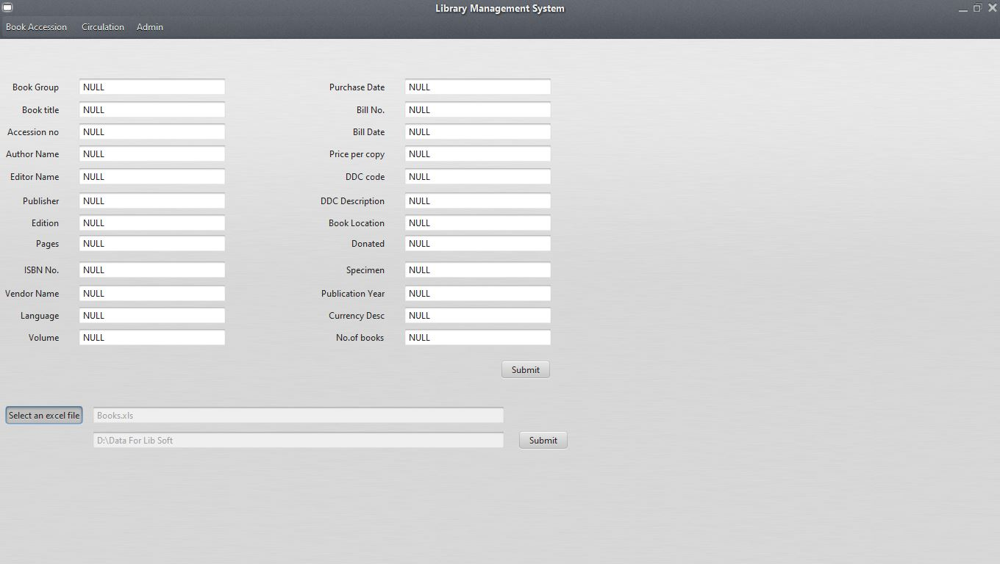 Library Management System
Book Accession Circulation Admin
Book Group NULL Purchase Date NULL
Book title NULL Bill No. NULL
Accession no NULL Bill Date NULL
Author Name NULL Price per copy NULL
Editor Name NULL DDC code NULL
Publisher NULL DDC Description NULL
Edition NULL Book Location NULL
Pages NULL Donated NULL
ISBN No. NULL Specimen NULL
Vendor Name NULL Publication Year NULL
Language NULL Currency Desc NULL
Volume NULL No.of books NULL
Submit
Select an excel file Books.xls
D:\Data For Lib Soft Submit